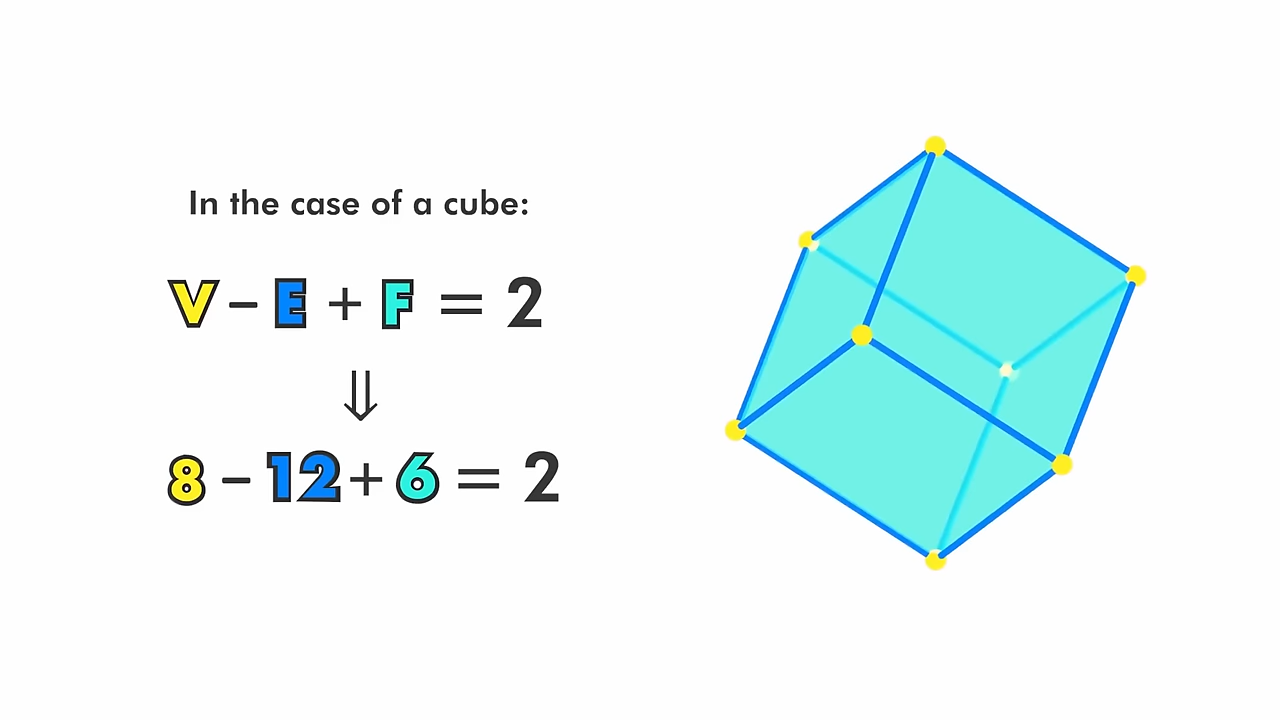 In the case of a cube:
V – E + F = 2
⇓
8 – 12 + 6 = 2